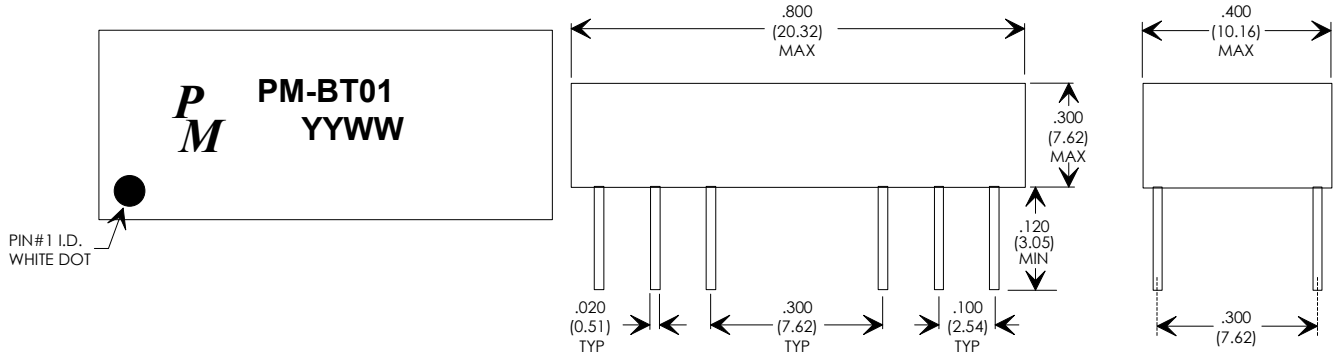 P
M
PM-BT01
YYWW
PIN#1 I.D.
WHITE DOT
.800
(20.32)
MAX
.400
(10.16)
MAX
.300
(7.62)
MAX
.120
(3.05)
MIN
.020
(0.51)
TYP
.300
(7.62)
TYP
.100
(2.54)
TYP
.300
(7.62)